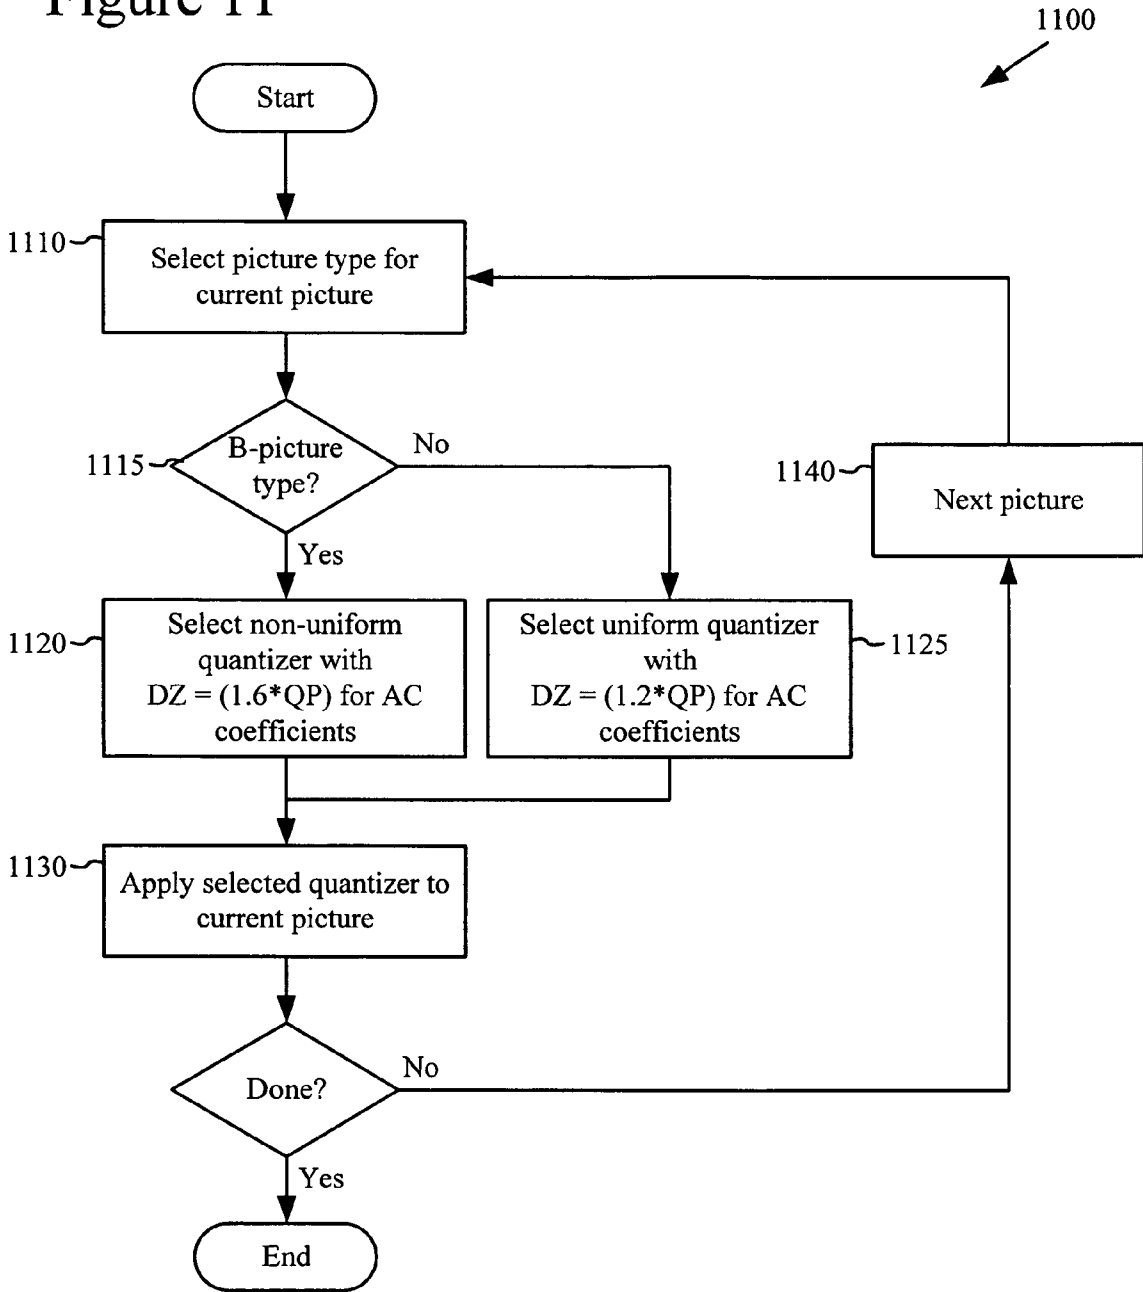 Figure 11
1100
Start
1110
Select picture type for
current picture
1115
B-picture
type?
No
Yes
1140
Next picture
1120
Select non-uniform
quantizer with
DZ = (1.6*QP) for AC
coefficients
Select uniform quantizer
with
DZ = (1.2*QP) for AC
coefficients
1125
1130
Apply selected quantizer to
current picture
Done?
No
Yes
End